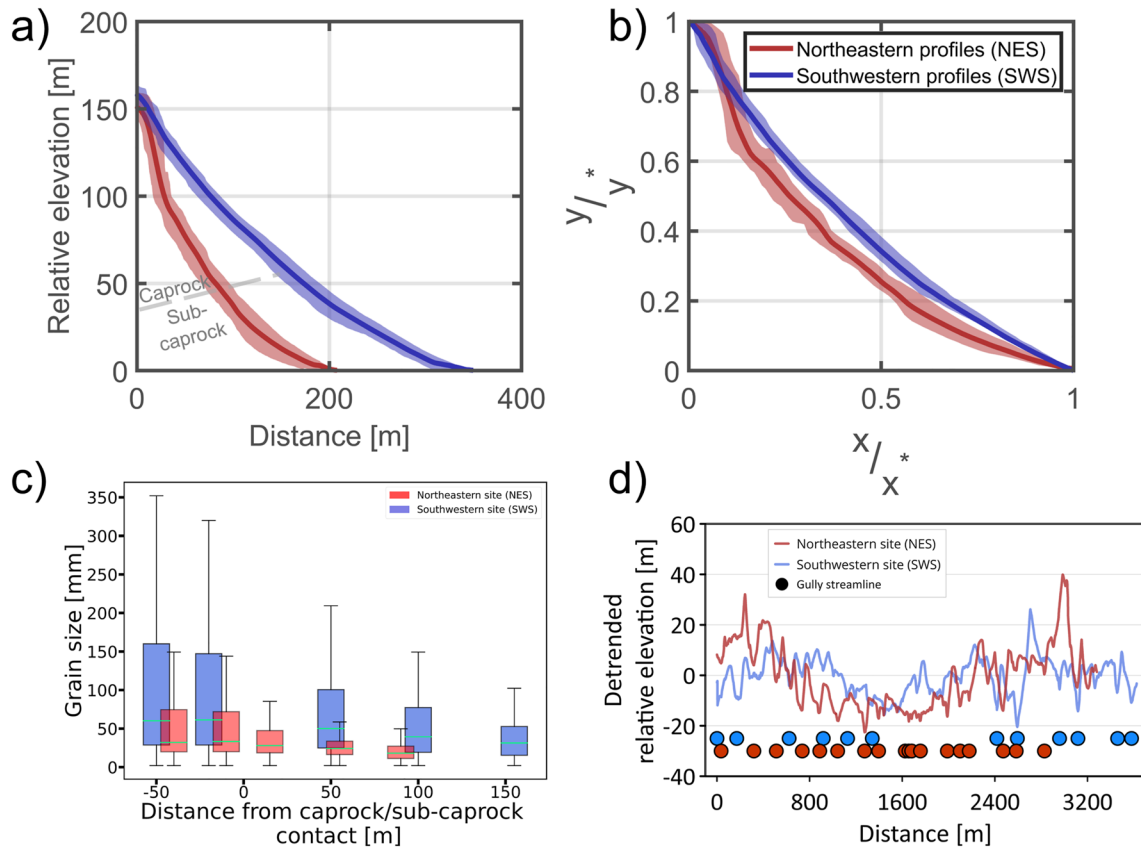 a)
Relative elevation [m]
200
150
100
50
0
Caprock
Sub-
caprock
0
200
400
Distance [m]
b)
y/y*
1
0.8
0.6
0.4
0.2
0
Northeastern profiles (NES)
Southwestern profiles (SWS)
0
0.5
1
x/x*
c)
Grain size [mm]
350
300
250
200
150
100
50
0
Northeastern site (NES)
Southwestern site (SWS)
-50
0
50
100
150
Distance from caprock/sub-caprock
contact [m]
d)
Detrended
relative elevation [m]
60
40
20
0
-20
-40
Northeastern site (NES)
Southwestern site (SWS)
Gully streamline
0
800
1600
2400
3200
Distance [m]